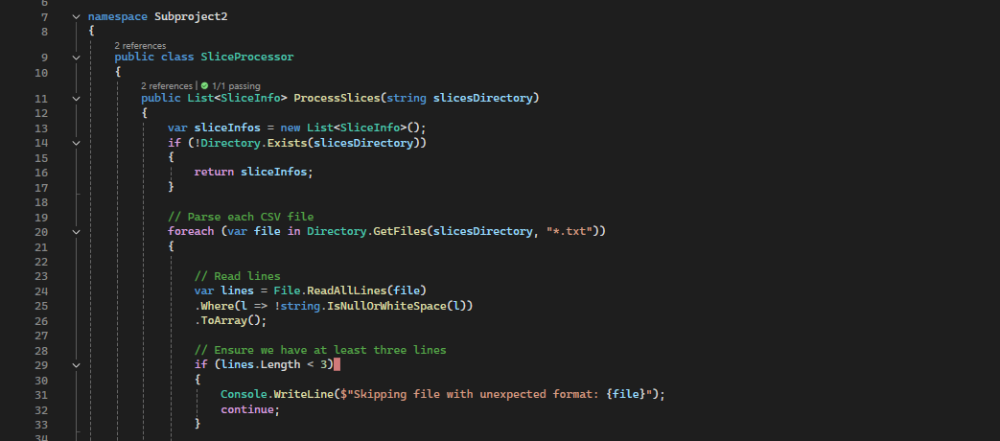 6
7 namespace Subproject2
8 {
2 references
9 public class SliceProcessor
10 {
2 references | 1/1 passing
11 public List<SliceInfo> ProcessSlices(string slicesDirectory)
12 {
13 var sliceInfos = new List<SliceInfo>();
14 if (!Directory.Exists(slicesDirectory))
15 {
16 return sliceInfos;
17 }
18
19 // Parse each CSV file
20 foreach (var file in Directory.GetFiles(slicesDirectory, "*.txt"))
21 {
22
23 // Read lines
24 var lines = File.ReadAllLines(file)
25 .Where(l => !string.IsNullOrWhiteSpace(l))
26 .ToArray();
27
28 // Ensure we have at least three lines
29 if (lines.Length < 3)
30 {
31 Console.WriteLine($"Skipping file with unexpected format: {file}");
32 continue;
33 }
34